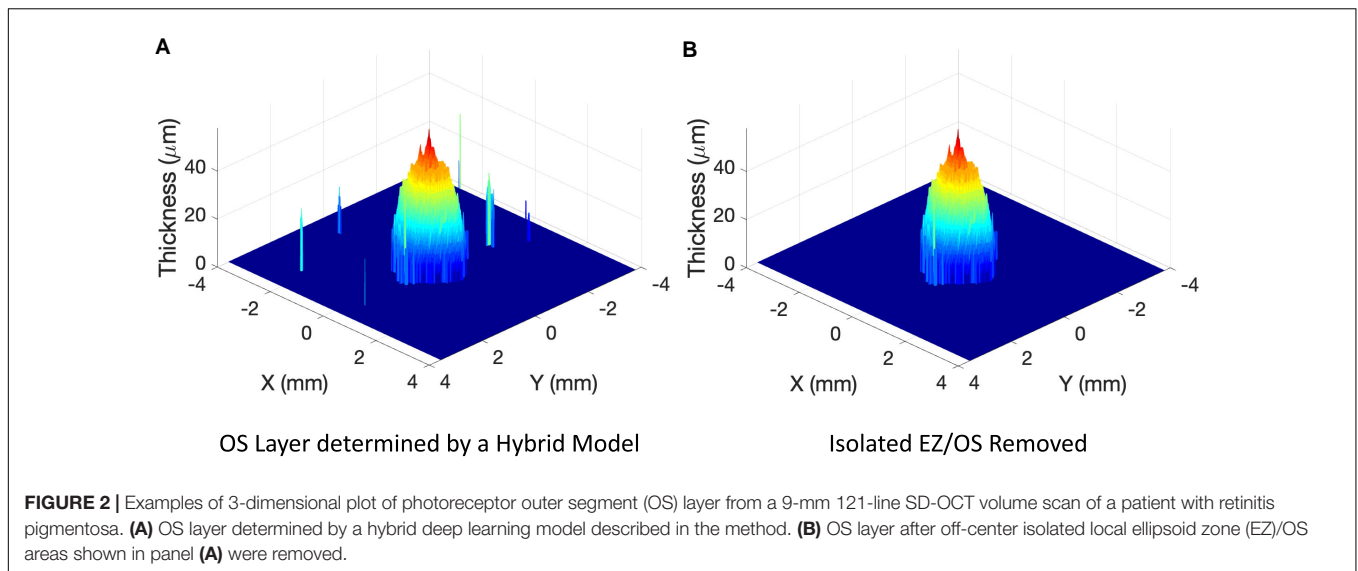 A
B
Thickness (μm)
40
20
0
-4
-2
0
2
4
X (mm)
4
2
0
-2
-4
Y (mm)
Thickness (μm)
40
20
0
-4
-2
0
2
4
X (mm)
4
2
0
-2
-4
Y (mm)
OS Layer determined by a Hybrid Model
Isolated EZ/OS Removed
FIGURE 2 | Examples of 3-dimensional plot of photoreceptor outer segment (OS) layer from a 9-mm 121-line SD-OCT volume scan of a patient with retinitis
pigmentosa. (A) OS layer determined by a hybrid deep learning model described in the method. (B) OS layer after off-center isolated local ellipsoid zone (EZ)/OS
areas shown in panel (A) were removed.